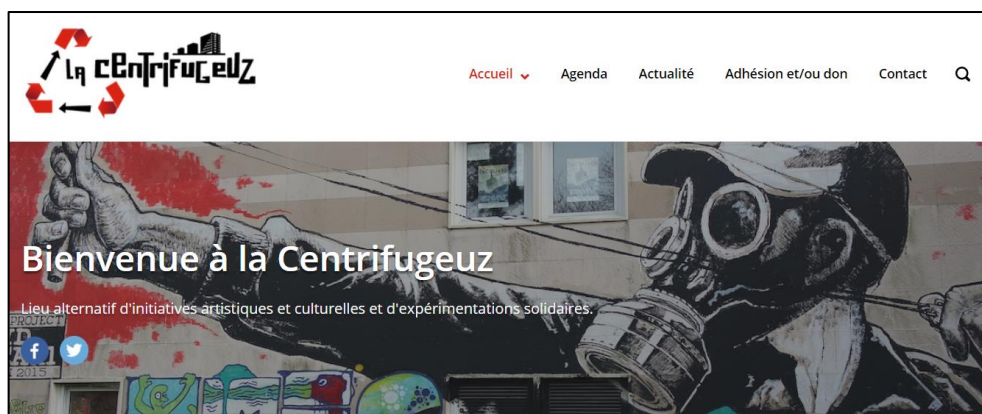 La CENTRIFUGEUZ
Accueil
Agenda
Actualité
Adhésion et/ou don
Contact
Bienvenue à la Centrifugeuz
Lieu alternatif d'initiatives artistiques et culturelles et d'expérimentations solidaires.
PROJECT
2015